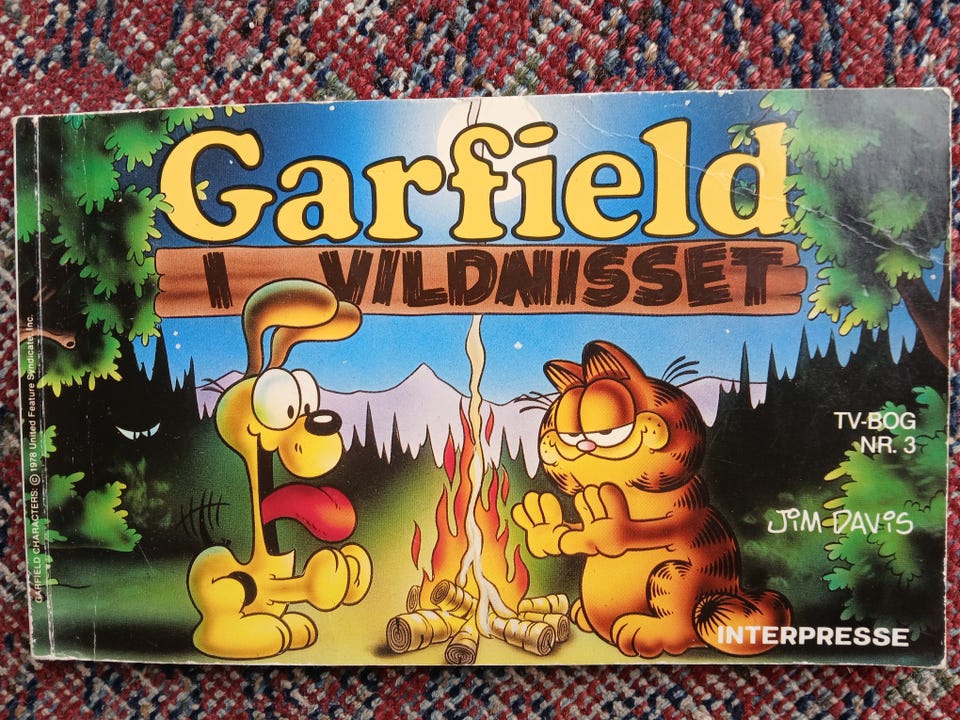 Garfield
I VILDNISSET
TV-BOG
NR. 3
JIM DAVIS
INTERPRESSE
GARFIELD CHARACTERS: © 1978 United Feature Syndicate, Inc.